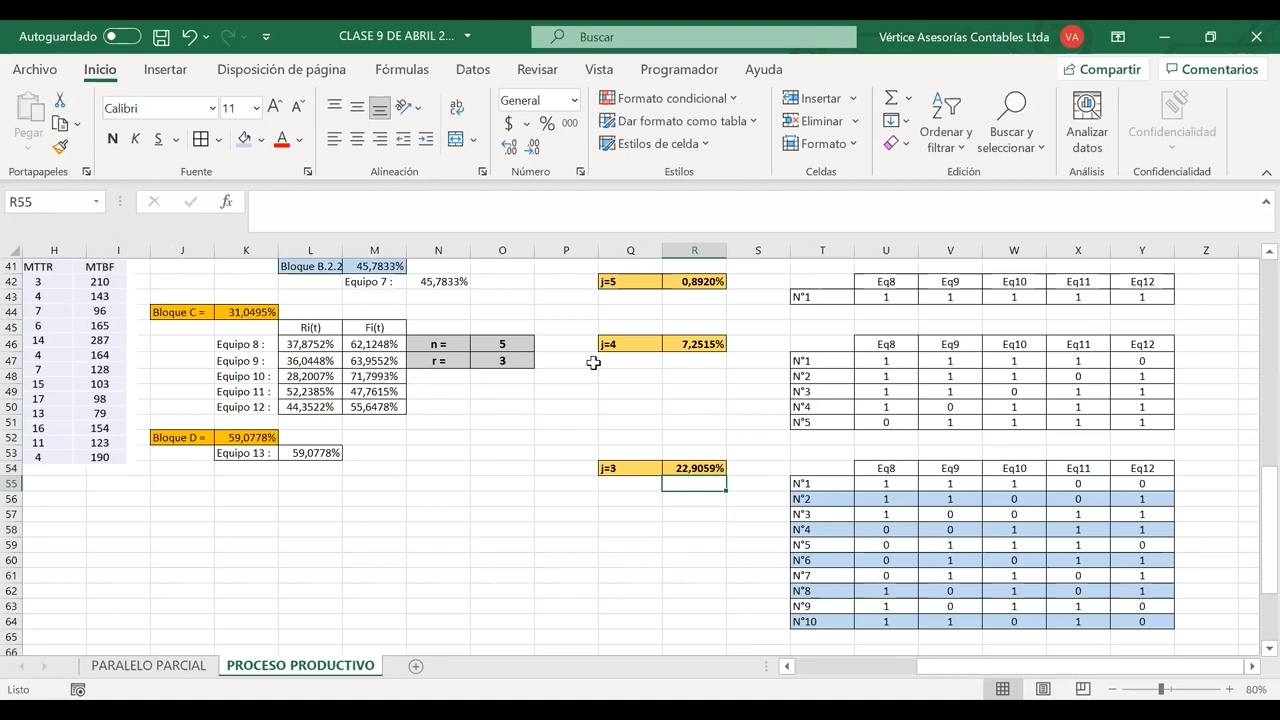 Autoguardado CLASE 9 DE ABRIL 2... Buscar Vértice Asesorías Contables Ltda VA
Archivo Inicio Insertar Disposición de página Fórmulas Datos Revisar Vista Programador Ayuda Compartir Comentarios
Pegar Calibri 11 N K S General $ % 000 Formato condicional Dar formato como tabla Estilos de celda Insertar Eliminar Formato Ordenar y filtrar Buscar y seleccionar Analizar datos Confidencialidad
Portapapeles Fuente Alineación Número Estilos Celdas Edición Análisis Confidencialidad
R55 fx
H I J K L M N O P Q R S T U V W X Y Z
41 MTTR MTBF Bloque B.2.2 45,7833%
42 3 210 Equipo 7 : 45,7833% j=5 0,8920% Eq8 Eq9 Eq10 Eq11 Eq12
43 4 143 N°1 1 1 1 1 1
44 7 96 Bloque C = 31,0495%
45 6 165 Ri(t) Fi(t)
46 14 287 Equipo 8 : 37,8752% 62,1248% n = 5 j=4 7,2515% Eq8 Eq9 Eq10 Eq11 Eq12
47 4 164 Equipo 9 : 36,0448% 63,9552% r = 3 N°1 1 1 1 1 0
48 7 128 Equipo 10 : 28,2007% 71,7993% N°2 1 1 1 0 1
49 15 103 Equipo 11 : 52,2385% 47,7615% N°3 1 1 0 1 1
50 17 98 Equipo 12 : 44,3522% 55,6478% N°4 1 0 1 1 1
51 13 79 N°5 0 1 1 1 1
52 16 154 Bloque D = 59,0778%
53 11 123 Equipo 13 : 59,0778%
54 4 190 j=3 22,9059% Eq8 Eq9 Eq10 Eq11 Eq12
55 N°1 1 1 1 0 0
56 N°2 1 1 0 0 1
57 N°3 1 0 0 1 1
58 N°4 0 0 1 1 1
59 N°5 0 1 1 1 0
60 N°6 0 1 0 1 1
61 N°7 0 1 1 0 1
62 N°8 1 0 1 0 1
63 N°9 1 0 1 1 0
64 N°10 1 1 0 1 0
65
66
PARALELO PARCIAL PROCESO PRODUCTIVO
Listo 80%